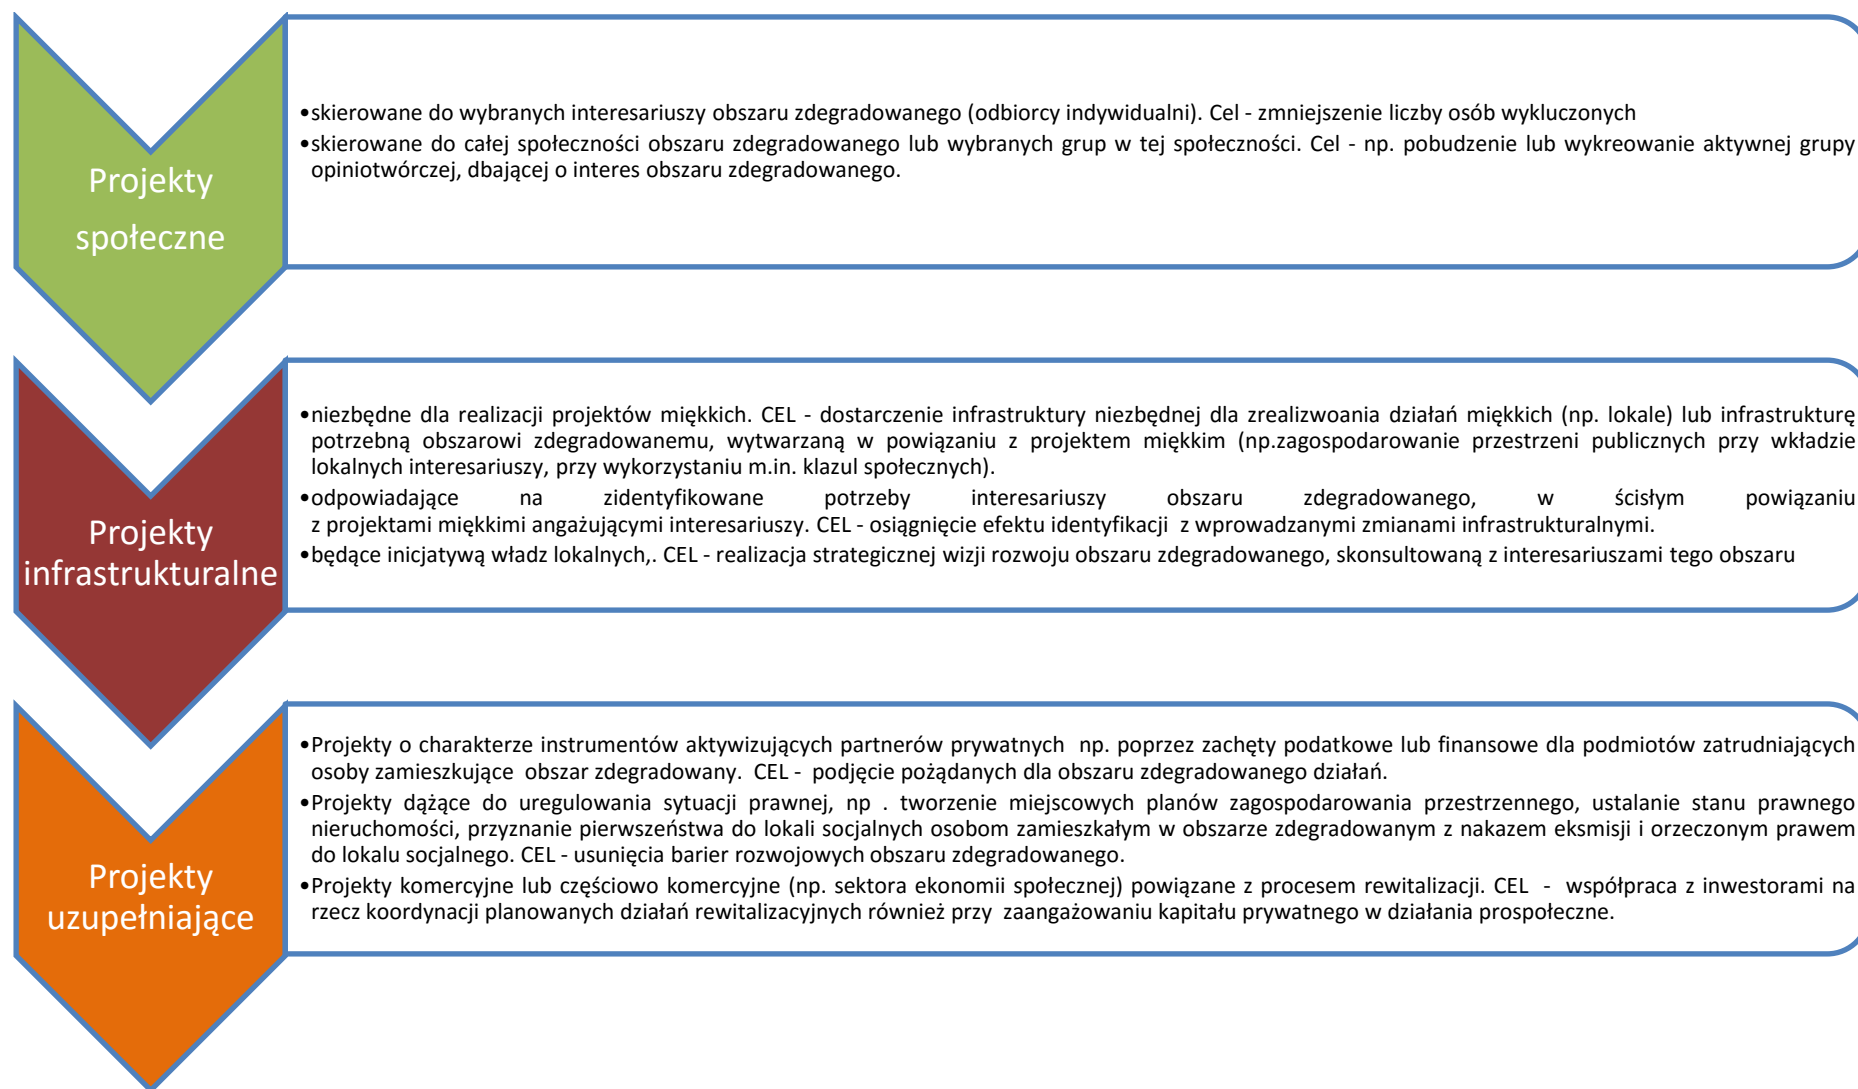 Projekty
społeczne
•skierowane do wybranych interesariuszy obszaru zdegradowanego (odbiorcy indywidualni). Cel - zmniejszenie liczby osób wykluczonych
•skierowane do całej społeczności obszaru zdegradowanego lub wybranych grup w tej społeczności. Cel - np. pobudzenie lub wykreowanie aktywnej grupy
opiniotwórczej, dbającej o interes obszaru zdegradowanego.
Projekty
infrastrukturalne
•niezbędne dla realizacji projektów miękkich. CEL - dostarczenie infrastruktury niezbędnej dla zrealizwoania działań miękkich (np. lokale) lub infrastrukturę
potrzebną obszarowi zdegradowanemu, wytwarzaną w powiązaniu z projektem miękkim (np.zagospodarowanie przestrzeni publicznych przy wkładzie
lokalnych interesariuszy, przy wykorzystaniu m.in. klazul społecznych).
•odpowiadające na zidentyfikowane potrzeby interesariuszy obszaru zdegradowanego, w ścisłym powiązaniu
z projektami miękkimi angażującymi interesariuszy. CEL - osiągnięcie efektu identyfikacji z wprowadzanymi zmianami infrastrukturalnymi.
•będące inicjatywą władz lokalnych,. CEL - realizacja strategicznej wizji rozwoju obszaru zdegradowanego, skonsultowaną z interesariuszami tego obszaru
Projekty
uzupełniające
•Projekty o charakterze instrumentów aktywizujących partnerów prywatnych np. poprzez zachęty podatkowe lub finansowe dla podmiotów zatrudniających
osoby zamieszkujące obszar zdegradowany. CEL - podjęcie pożądanych dla obszaru zdegradowanego działań.
•Projekty dążące do uregulowania sytuacji prawnej, np . tworzenie miejscowych planów zagospodarowania przestrzennego, ustalanie stanu prawnego
nieruchomości, przyznanie pierwszeństwa do lokali socjalnych osobom zamieszkałym w obszarze zdegradowanym z nakazem eksmisji i orzeczonym prawem
do lokalu socjalnego. CEL - usunięcia barier rozwojowych obszaru zdegradowanego.
•Projekty komercyjne lub częściowo komercyjne (np. sektora ekonomii społecznej) powiązane z procesem rewitalizacji. CEL - współpraca z inwestorami na
rzecz koordynacji planowanych działań rewitalizacyjnych również przy zaangażowaniu kapitału prywatnego w działania prospołeczne.